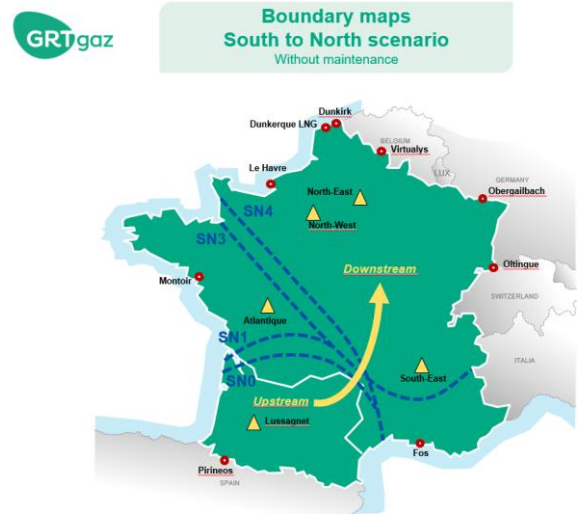 GRTgaz
Boundary maps
South to North scenario
Without maintenance
Dunkirk
Dunkerque LNG
BELGIUM
Virtualys
Le Havre
LUX
GERMANY
North-East
Obergailbach
SN4
North-West
SN3
Downstream
Oltingue
Montoir
SWITZERLAND
Atlantique
SN1
ITALIA
South-East
SN0
Upstream
Lussagnet
Fos
Pirineos
SPAIN